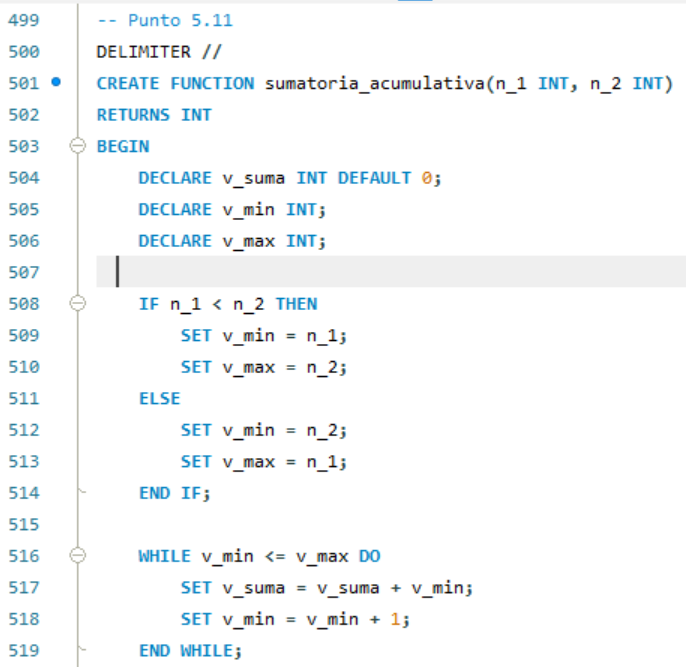 499 -- Punto 5.11
500 DELIMITER //
501 CREATE FUNCTION sumatoria_acumulativa(n_1 INT, n_2 INT)
502 RETURNS INT
503 BEGIN
504 DECLARE v_suma INT DEFAULT 0;
505 DECLARE v_min INT;
506 DECLARE v_max INT;
507
508 IF n_1 < n_2 THEN
509 SET v_min = n_1;
510 SET v_max = n_2;
511 ELSE
512 SET v_min = n_2;
513 SET v_max = n_1;
514 END IF;
515
516 WHILE v_min <= v_max DO
517 SET v_suma = v_suma + v_min;
518 SET v_min = v_min + 1;
519 END WHILE;